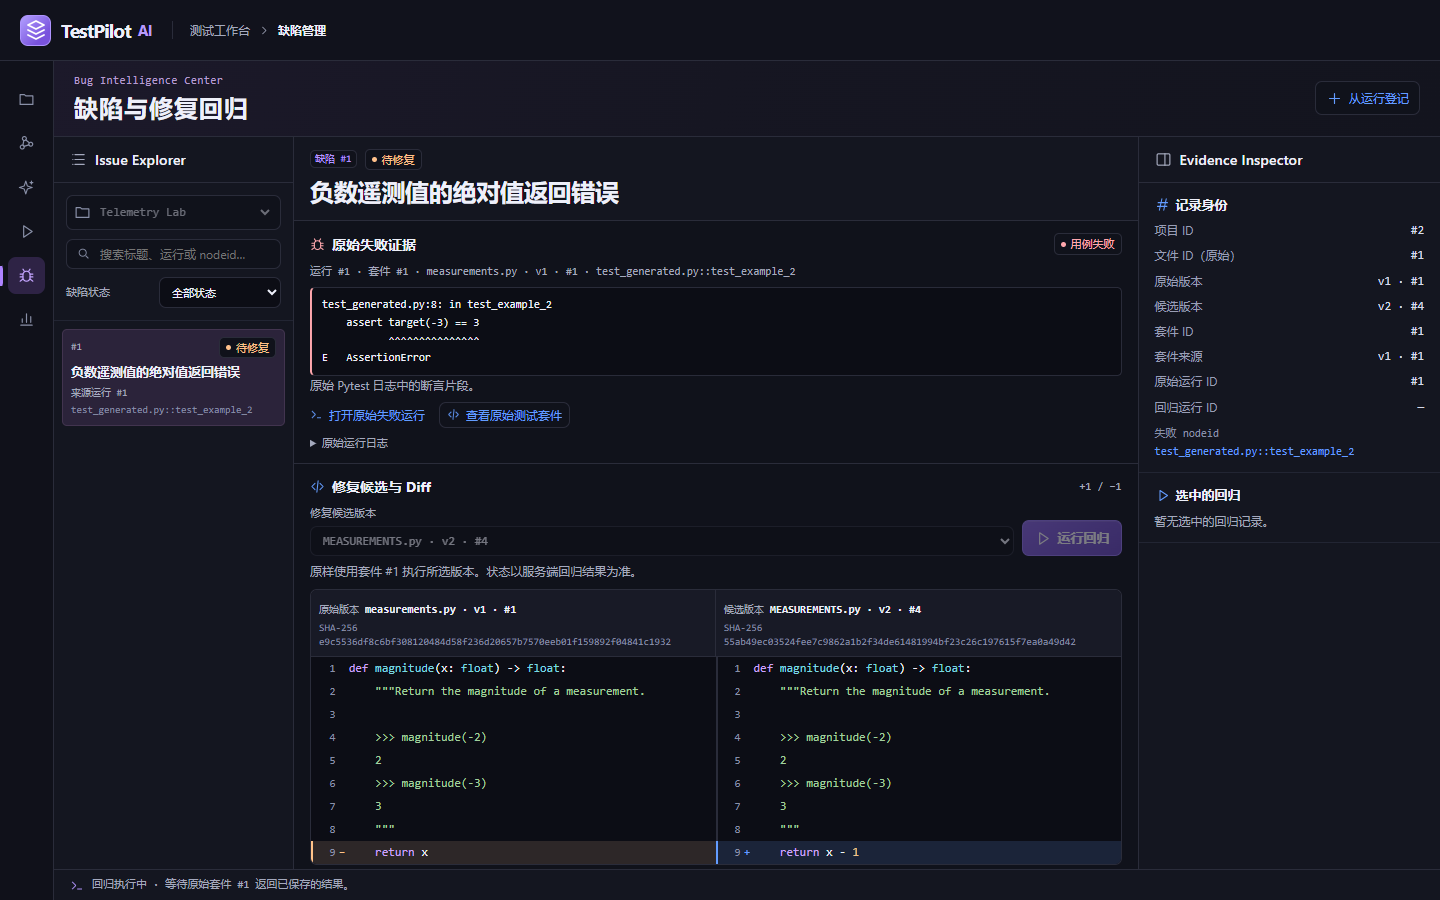 TestPilot AI
测试工作台 > 缺陷管理
Bug Intelligence Center
缺陷与修复回归
+ 从运行登记
Issue Explorer
Telemetry Lab
搜索标题、运行或 nodeid...
缺陷状态 全部状态
#1 待修复
负数遥测值的绝对值返回错误
来源运行 #1
test_generated.py::test_example_2
缺陷 #1 待修复
负数遥测值的绝对值返回错误
原始失败证据 用例失败
运行 #1 · 套件 #1 · measurements.py · v1 · #1 · test_generated.py::test_example_2
test_generated.py:8: in test_example_2
assert target(-3) == 3
^^^^^^^^^^^^^^^
E AssertionError
原始 Pytest 日志中的断言片段。
打开原始失败运行 查看原始测试套件
原始运行日志
修复候选与 Diff +1 / −1
修复候选版本
MEASUREMENTS.py · v2 · #4
运行回归
原样使用套件 #1 执行所选版本。状态以服务端回归结果为准。
原始版本 measurements.py · v1 · #1
SHA-256
e9c5536df8c6bf308120484d58f236d20657b7570eeb01f159892f04841c1932
候选版本 MEASUREMENTS.py · v2 · #4
SHA-256
55ab49ec03524fee7c9862a1b2f34de61481994bf23c26c197615f7ea0a49d42
1 def magnitude(x: float) -> float:
2 """Return the magnitude of a measurement.
3
4 >>> magnitude(-2)
5 2
6 >>> magnitude(-3)
7 3
8 """
9 − return x
1 def magnitude(x: float) -> float:
2 """Return the magnitude of a measurement.
3
4 >>> magnitude(-2)
5 2
6 >>> magnitude(-3)
7 3
8 """
9 + return x - 1
Evidence Inspector
# 记录身份
项目 ID #2
文件 ID（原始） #1
原始版本 v1 · #1
候选版本 v2 · #4
套件 ID #1
套件来源 v1 · #1
原始运行 ID #1
回归运行 ID —
失败 nodeid
test_generated.py::test_example_2
选中的回归
暂无选中的回归记录。
回归执行中 · 等待原始套件 #1 返回已保存的结果。